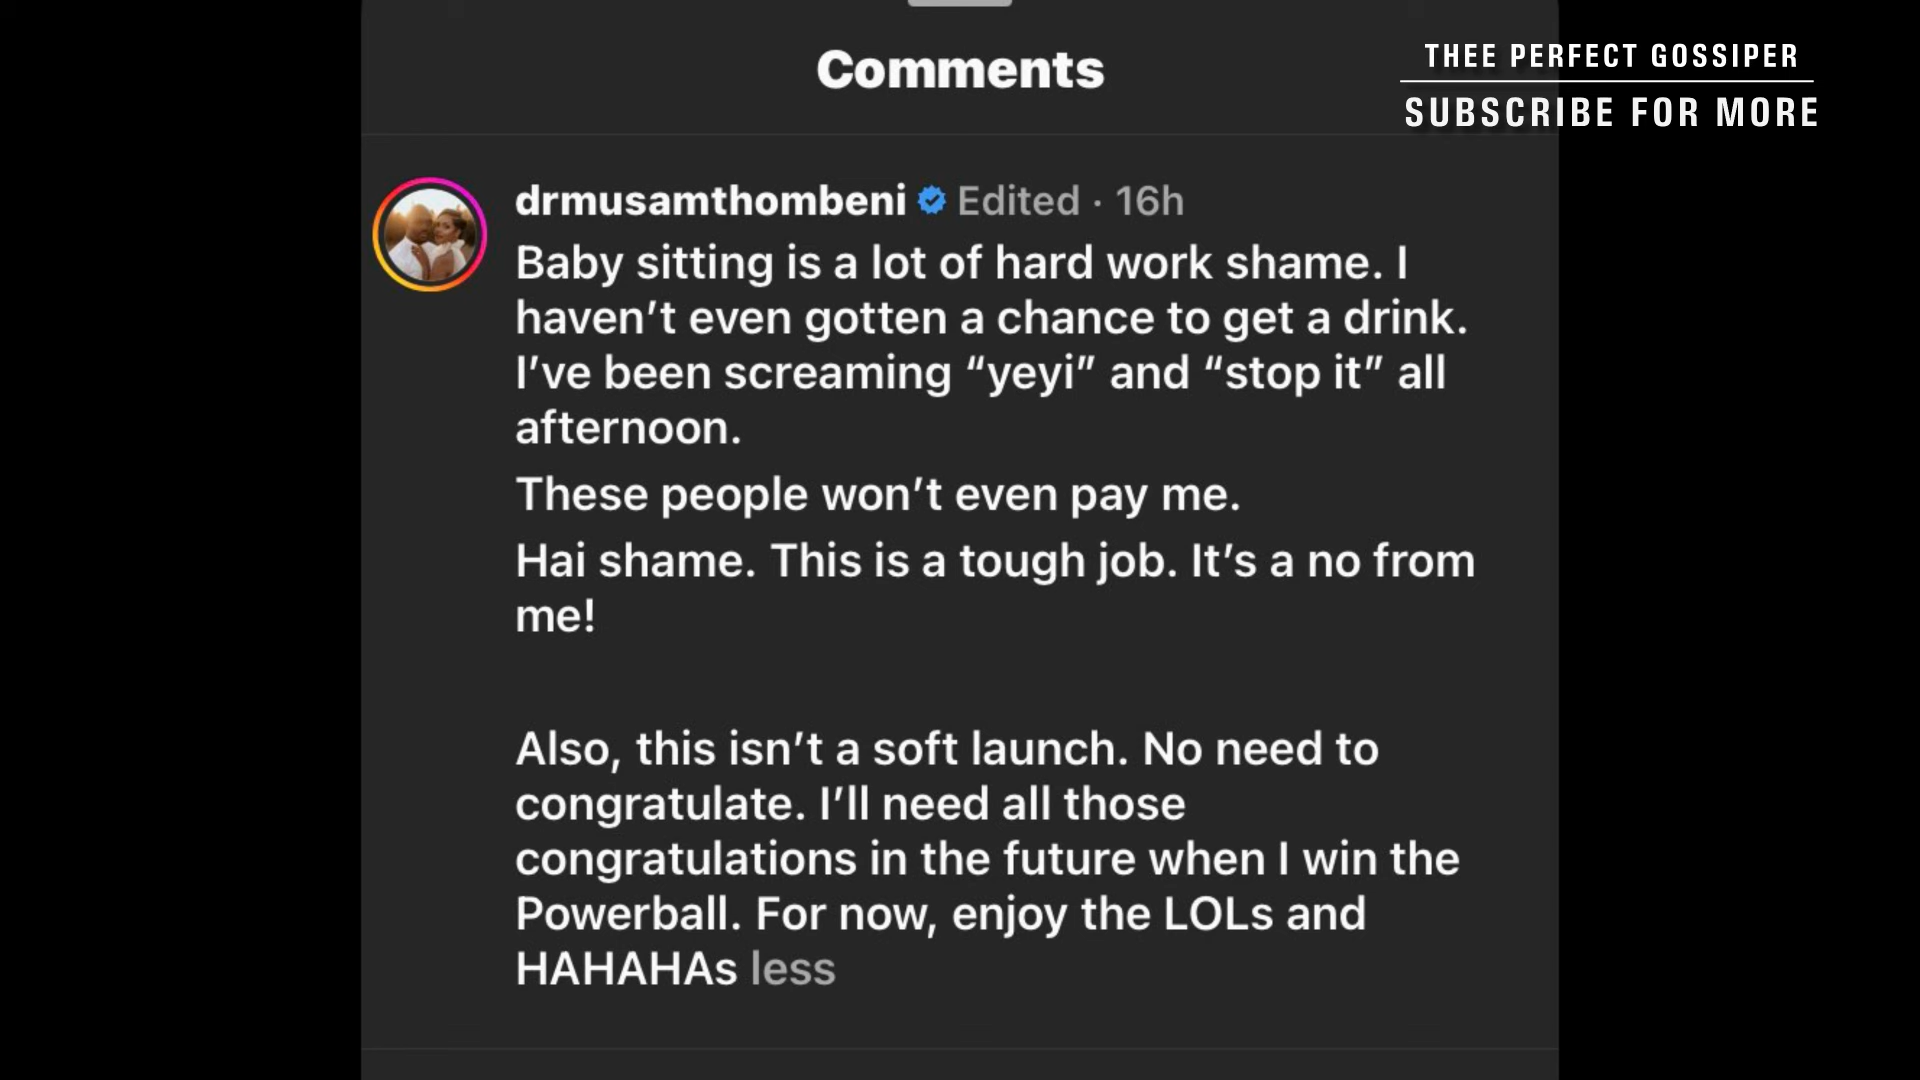 Comments
THEE PERFECT GOSSIPER
SUBSCRIBE FOR MORE
drmusamthombeni Edited · 16h
Baby sitting is a lot of hard work shame. I
haven’t even gotten a chance to get a drink.
I’ve been screaming “yeyi” and “stop it” all
afternoon.
These people won’t even pay me.
Hai shame. This is a tough job. It’s a no from
me!
Also, this isn’t a soft launch. No need to
congratulate. I’ll need all those
congratulations in the future when I win the
Powerball. For now, enjoy the LOLs and
HAHAHAs less